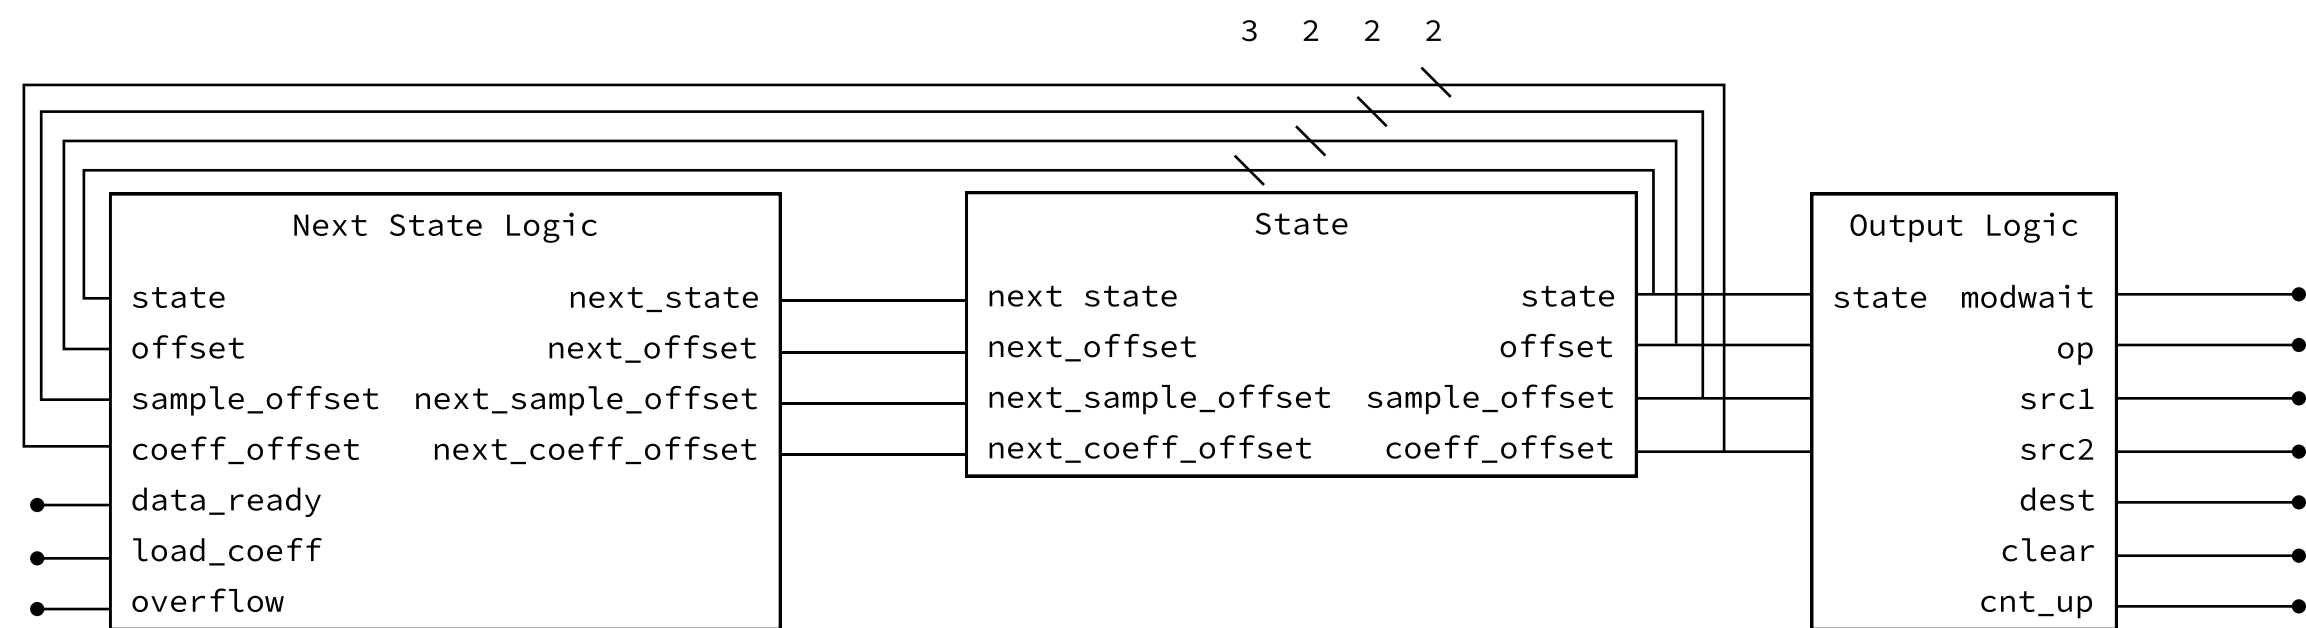 3 2 2 2
Next State Logic State Output Logic
state next_state next state state state modwait
offset next_offset next_offset offset op
sample_offset next_sample_offset next_sample_offset sample_offset src1
coeff_offset next_coeff_offset next_coeff_offset coeff_offset src2
data_ready dest
load_coeff clear
overflow cnt_up